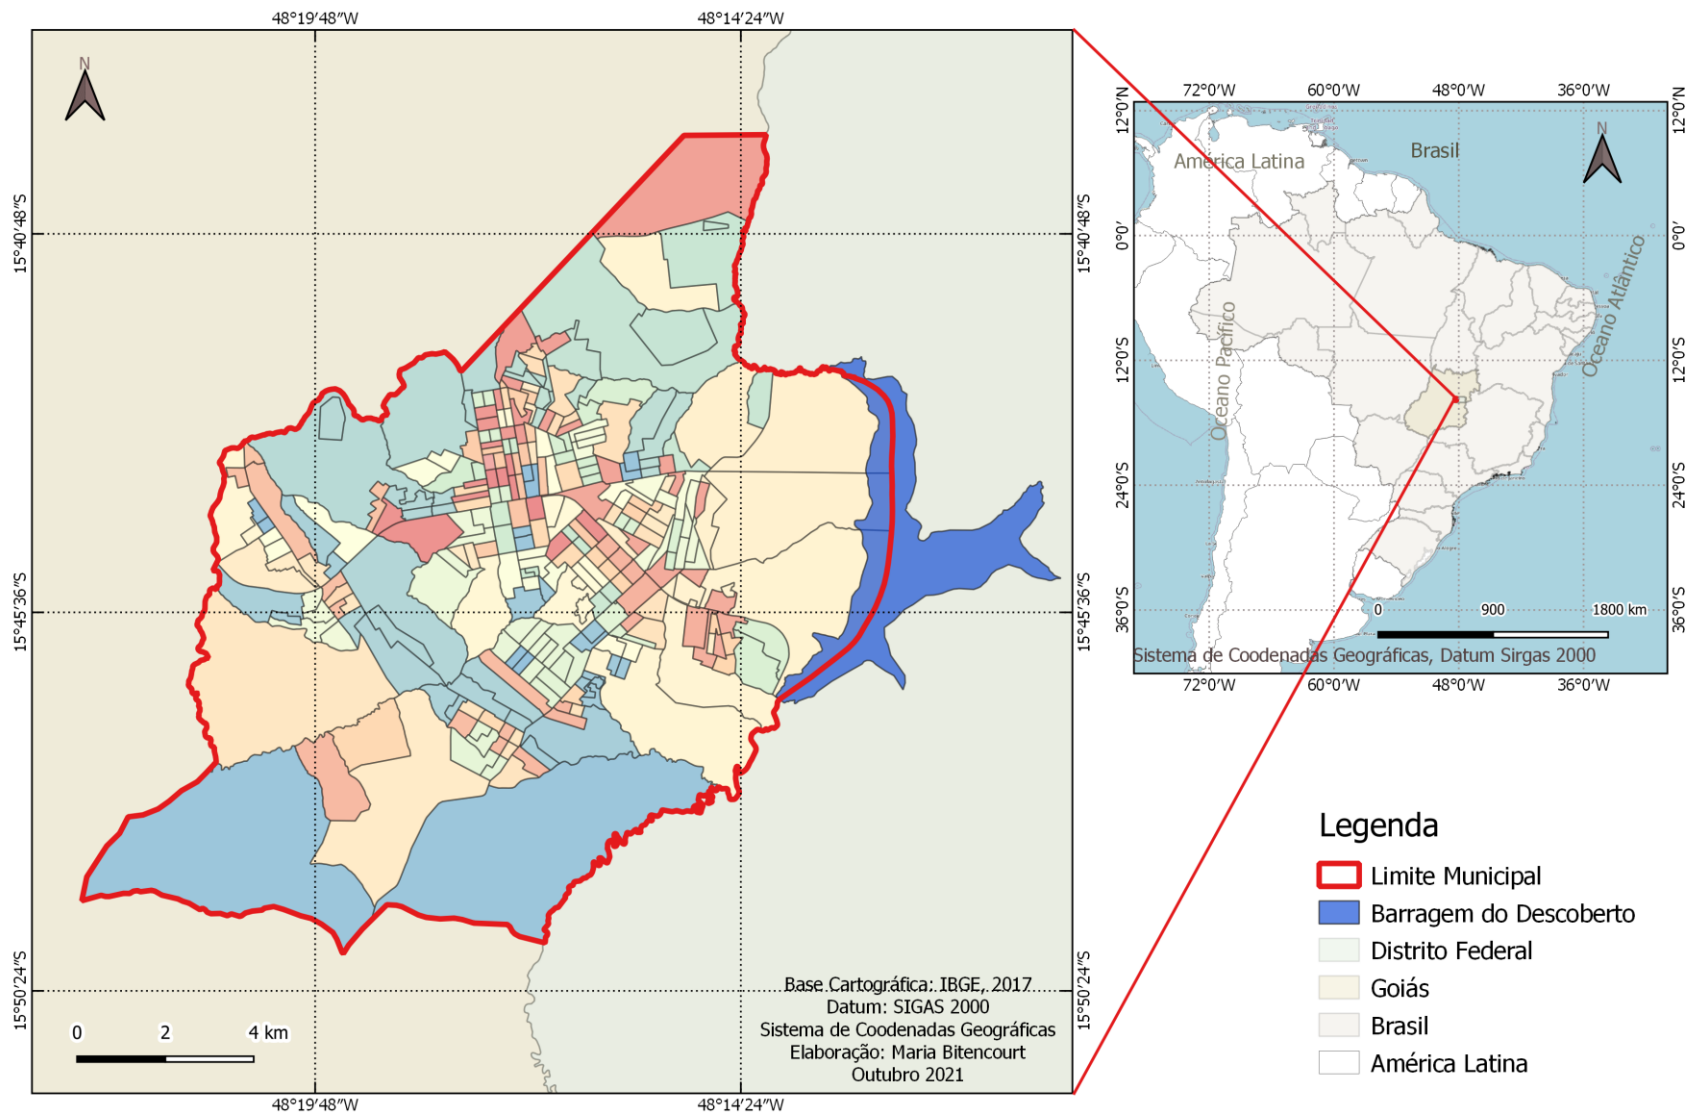 48°19'48"W
48°14'24"W
N
15°40'48"S
15°40'48"S
15°45'36"S
15°45'36"S
15°50'24"S
15°50'24"S
0 2 4 km
Base Cartográfica: IBGE, 2017
Datum: SIGAS 2000
Sistema de Coodenadas Geográficas
Elaboração: Maria Bitencourt
Outubro 2021
48°19'48"W
48°14'24"W
72°0'W
60°0'W
48°0'W
36°0'W
12°0'N
12°0'N
N
América Latina
Brasil
0°0'
0°0'
Oceano Atlântico
Oceano Pacífico
12°0'S
12°0'S
24°0'S
24°0'S
36°0'S
36°0'S
0 900 1800 km
Sistema de Coodenadas Geográficas, Datum Sirgas 2000
72°0'W
60°0'W
48°0'W
36°0'W
Legenda
Limite Municipal
Barragem do Descoberto
Distrito Federal
Goiás
Brasil
América Latina